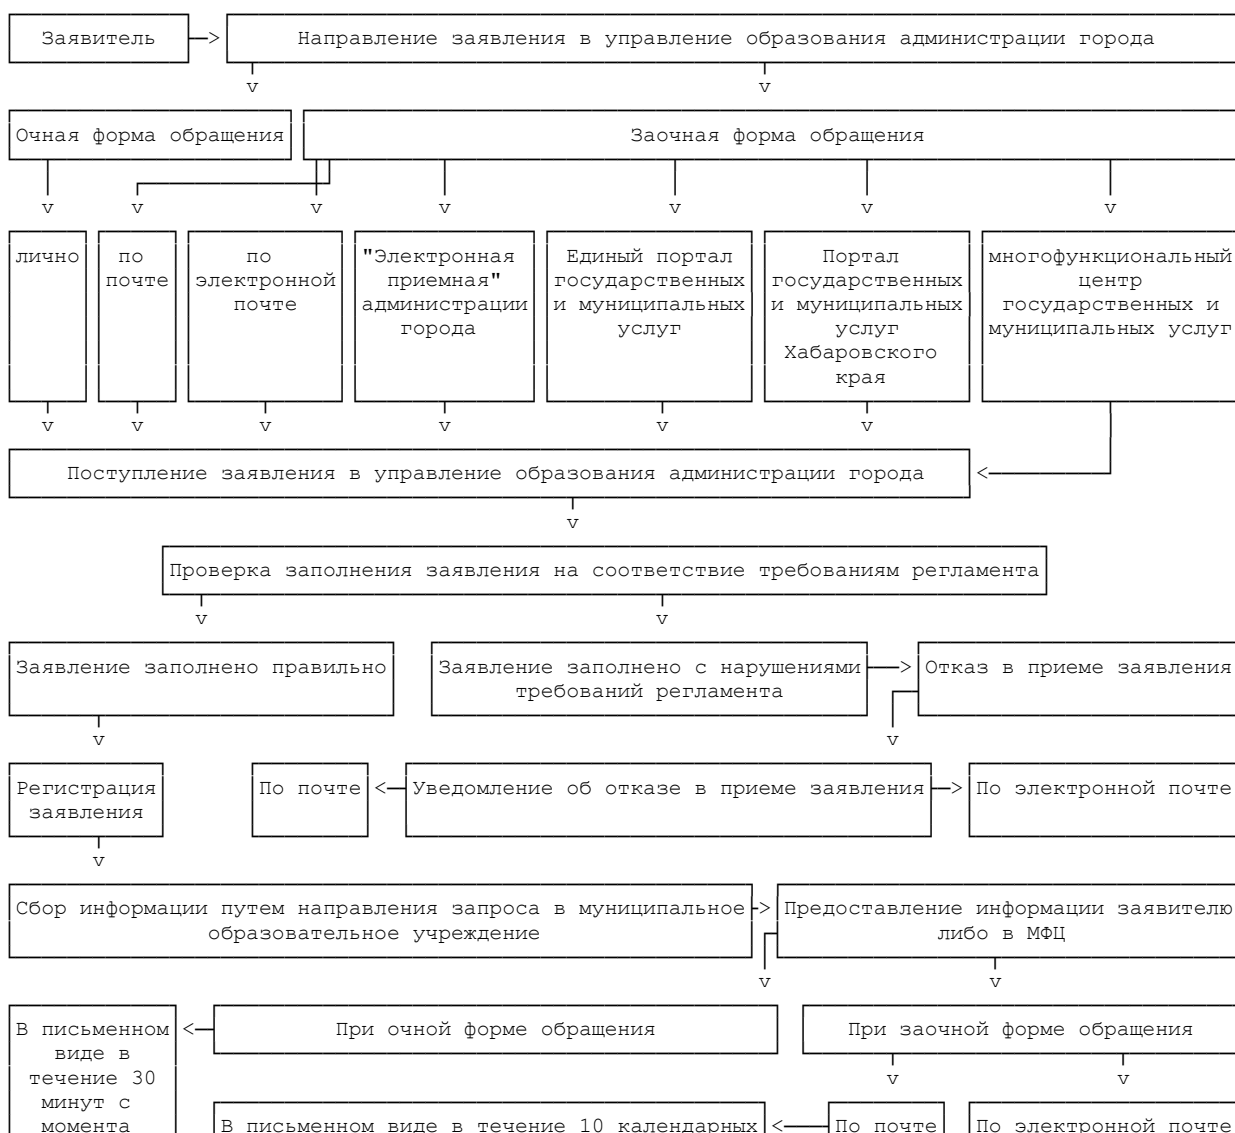 Заявитель
Направление заявления в управление образования администрации города
Очная форма обращения
Заочная форма обращения
лично
по
почте
по
электронной
почте
"Электронная
приемная"
администрации
города
Единый портал
государственных
и муниципальных
услуг
Портал
государственных
и муниципальных
услуг
Хабаровского
края
многофункциональный
центр
государственных и
муниципальных услуг
Поступление заявления в управление образования администрации города
Проверка заполнения заявления на соответствие требованиям регламента
Заявление заполнено правильно
Заявление заполнено с нарушениями
требований регламента
Отказ в приеме заявления
Регистрация
заявления
По почте
Уведомление об отказе в приеме заявления
По электронной почте
Сбор информации путем направления запроса в муниципальное
образовательное учреждение
Предоставление информации заявителю
либо в МФЦ
В письменном
виде в
течение 30
минут с
момента
При очной форме обращения
При заочной форме обращения
В письменном виде в течение 10 календарных
По почте
По электронной почте